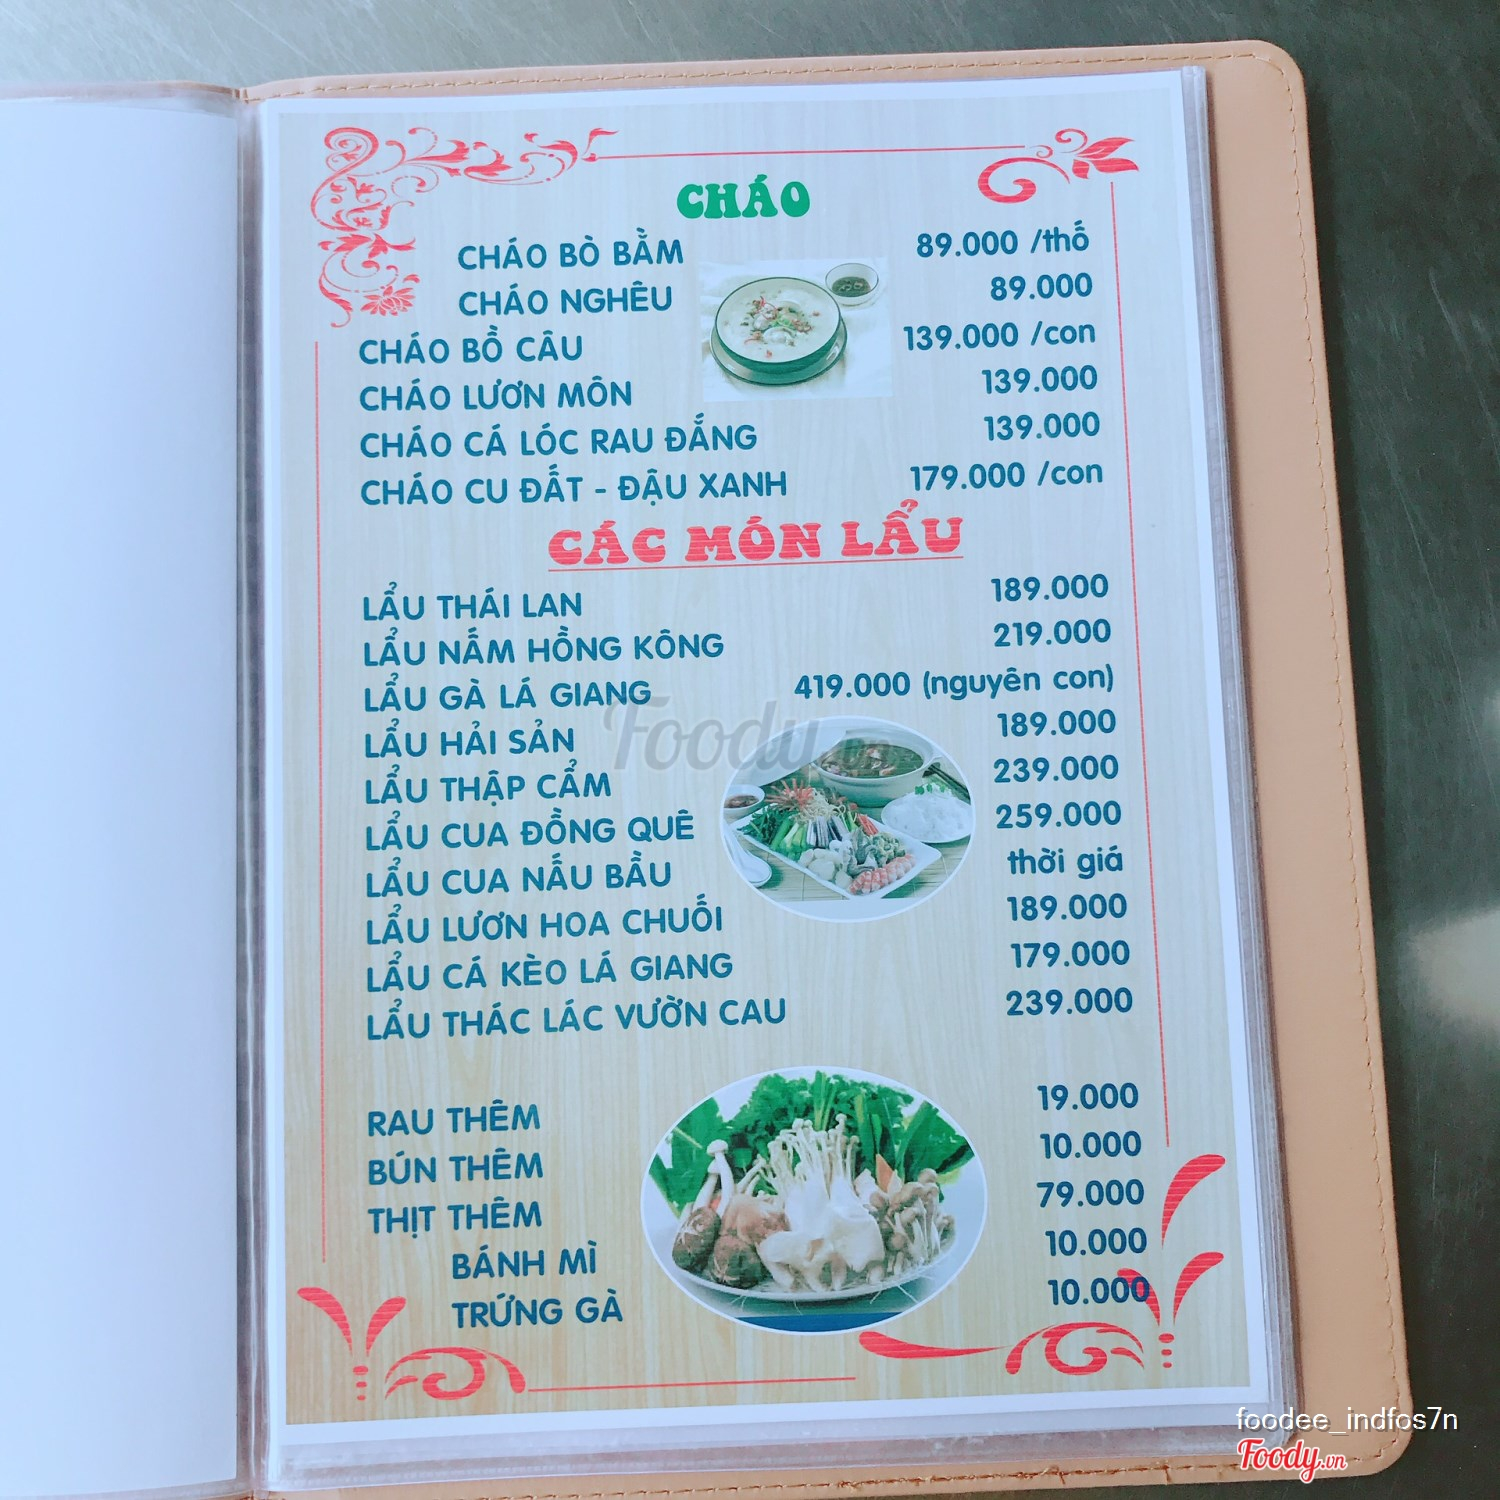 CHÁO
CHÁO BÒ BẰM 89.000 /thố
CHÁO NGHÊU 89.000
CHÁO BỒ CÂU 139.000 /con
CHÁO LƯƠN MÔN 139.000
CHÁO CÁ LÓC RAU ĐẮNG 139.000
CHÁO CU ĐẤT - ĐẬU XANH 179.000 /con
CÁC MÓN LẨU
LẨU THÁI LAN 189.000
LẨU NẤM HỒNG KÔNG 219.000
LẨU GÀ LÁ GIANG 419.000 (nguyên con)
LẨU HẢI SẢN 189.000
LẨU THẬP CẨM 239.000
LẨU CUA ĐỒNG QUÊ 259.000
LẨU CUA NẤU BẦU thời giá
LẨU LƯƠN HOA CHUỐI 189.000
LẨU CÁ KÈO LÁ GIANG 179.000
LẨU THÁC LÁC VƯỜN CAU 239.000
RAU THÊM 19.000
BÚN THÊM 10.000
THỊT THÊM 79.000
BÁNH MÌ 10.000
TRỨNG GÀ 10.000
Foody.vn
foodee_indfos7n
Foody.vn